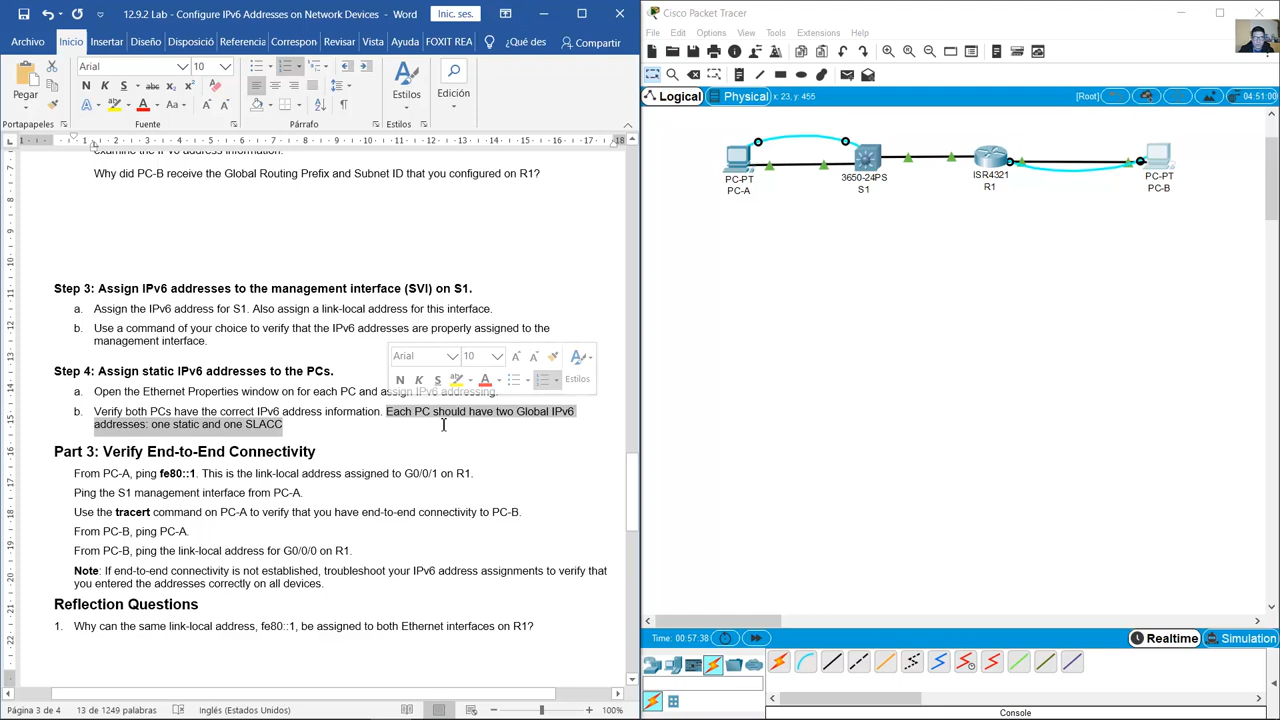 12.9.2 Lab - Configure IPv6 Addresses on Network Devices
Inic. ses.
Cisco Packet Tracer
Archivo
Inicio
Insertar
Disposició
Referencia
Correspon
Revisar
Vista
Ayuda
FOXIT REA
¿Qué des
Compartir
File Edit Options View Tools Extensions Help
Pegar
Arial 10
Estilos
Edición
Portapapeles
Fuente
Párrafo
Estilos
Logical Physical x: 23, y: 455
[Root]
04:51:00
Why did PC-B receive the Global Routing Prefix and Subnet ID that you configured on R1?
Step 3: Assign IPv6 addresses to the management interface (SVI) on S1.
a. Assign the IPv6 address for S1. Also assign a link-local address for this interface.
b. Use a command of your choice to verify that the IPv6 addresses are properly assigned to the
management interface.
Arial 10
N K S Estilos
Step 4: Assign static IPv6 addresses to the PCs.
a. Open the Ethernet Properties window on for each PC and assign IPv6 addressing.
b. Verify both PCs have the correct IPv6 address information. Each PC should have two Global IPv6
addresses: one static and one SLACC
Part 3: Verify End-to-End Connectivity
From PC-A, ping fe80::1. This is the link-local address assigned to G0/0/1 on R1.
Ping the S1 management interface from PC-A.
Use the tracert command on PC-A to verify that you have end-to-end connectivity to PC-B.
From PC-B, ping PC-A.
From PC-B, ping the link-local address for G0/0/0 on R1.
Note: If end-to-end connectivity is not established, troubleshoot your IPv6 address assignments to verify that
you entered the addresses correctly on all devices.
Reflection Questions
1. Why can the same link-local address, fe80::1, be assigned to both Ethernet interfaces on R1?
PC-PT
PC-A
3650-24PS
S1
ISR4321
R1
PC-PT
PC-B
Time: 00:57:38
Realtime
Simulation
Console
Página 3 de 4
13 de 1249 palabras
Inglés (Estados Unidos)
100%